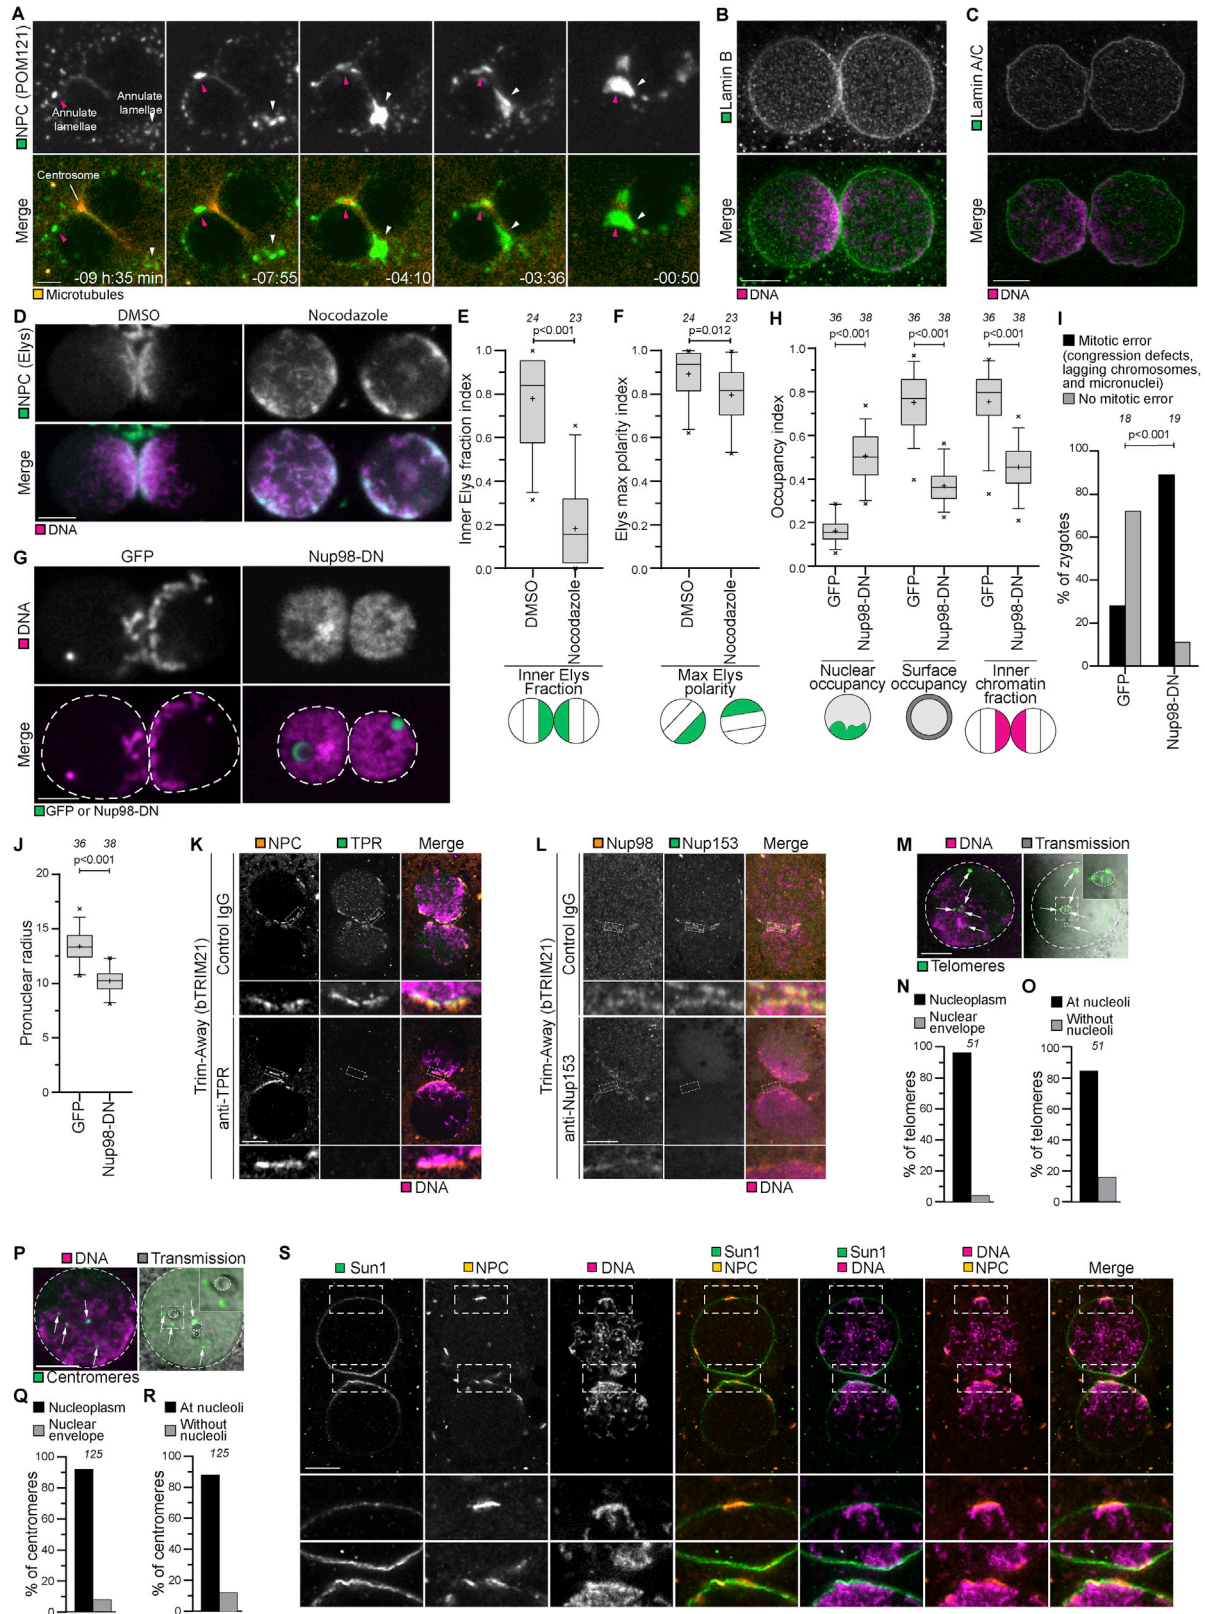 A
NPC (POM121)
Annulate
lamellae
Annulate
lamellae
Merge
Centrosome
-09 h:35 min
-07:55
-04:10
-03:36
-00:50
Microtubules
B
Lamin B
Merge
DNA
C
Lamin A/C
Merge
DNA
D
DMSO
Nocodazole
NPC (Elys)
Merge
DNA
E
24
23
p<0.001
Inner Elys fraction index
1.0
0.8
0.6
0.4
0.2
0.0
DMSO
Nocodazole
Inner Elys
Fraction
F
24
23
p=0.012
Elys max polarity index
1.0
0.8
0.6
0.4
0.2
0.0
DMSO
Nocodazole
Max Elys
polarity
G
GFP
Nup98-DN
DNA
Merge
GFP or Nup98-DN
H
36
38
36
38
36
38
p<0.001
p<0.001
p<0.001
Occupancy index
1.0
0.8
0.6
0.4
0.2
0.0
GFP
Nup98-DN
GFP
Nup98-DN
GFP
Nup98-DN
Nuclear
occupancy
Surface
occupancy
Inner
chromatin
fraction
I
Mitotic error
(congression defects,
lagging chromosomes,
and micronuclei)
No mitotic error
18
19
p<0.001
% of zygotes
100
80
60
40
20
0
GFP
Nup98-DN
J
36
38
p<0.001
Pronuclear radius
20
15
10
5
0
GFP
Nup98-DN
K
NPC
TPR
Merge
Trim-Away (bTRIM21)
Control IgG
anti-TPR
DNA
L
Nup98
Nup153
Merge
Trim-Away (bTRIM21)
Control IgG
anti-Nup153
DNA
M
DNA
Transmission
Telomeres
N
Nucleoplasm
Nuclear
envelope
51
% of telomeres
100
80
60
40
20
0
O
At nucleoli
Without
nucleoli
51
% of telomeres
100
80
60
40
20
0
P
DNA
Transmission
Centromeres
Q
Nucleoplasm
Nuclear
envelope
125
% of centromeres
100
80
60
40
20
0
R
At nucleoli
Without
nucleoli
125
% of centromeres
100
80
60
40
20
0
S
Sun1
NPC
DNA
Sun1
NPC
Sun1
DNA
DNA
NPC
Merge